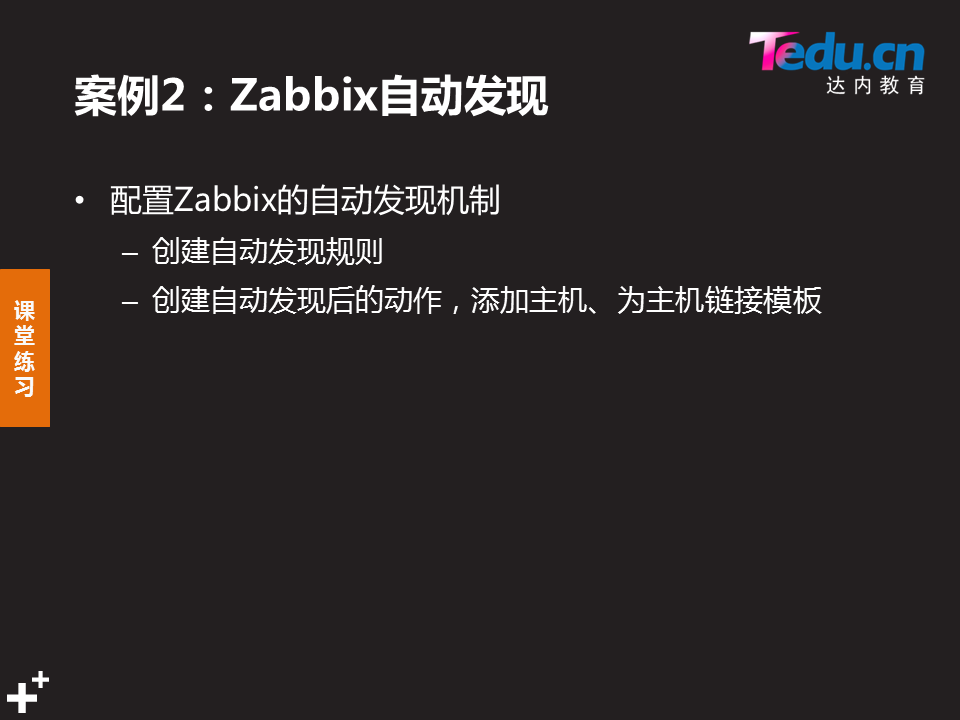 Tedu.cn
达内教育
案例2：Zabbix自动发现
• 配置Zabbix的自动发现机制
– 创建自动发现规则
– 创建自动发现后的动作，添加主机、为主机链接模板
课
堂
练
习